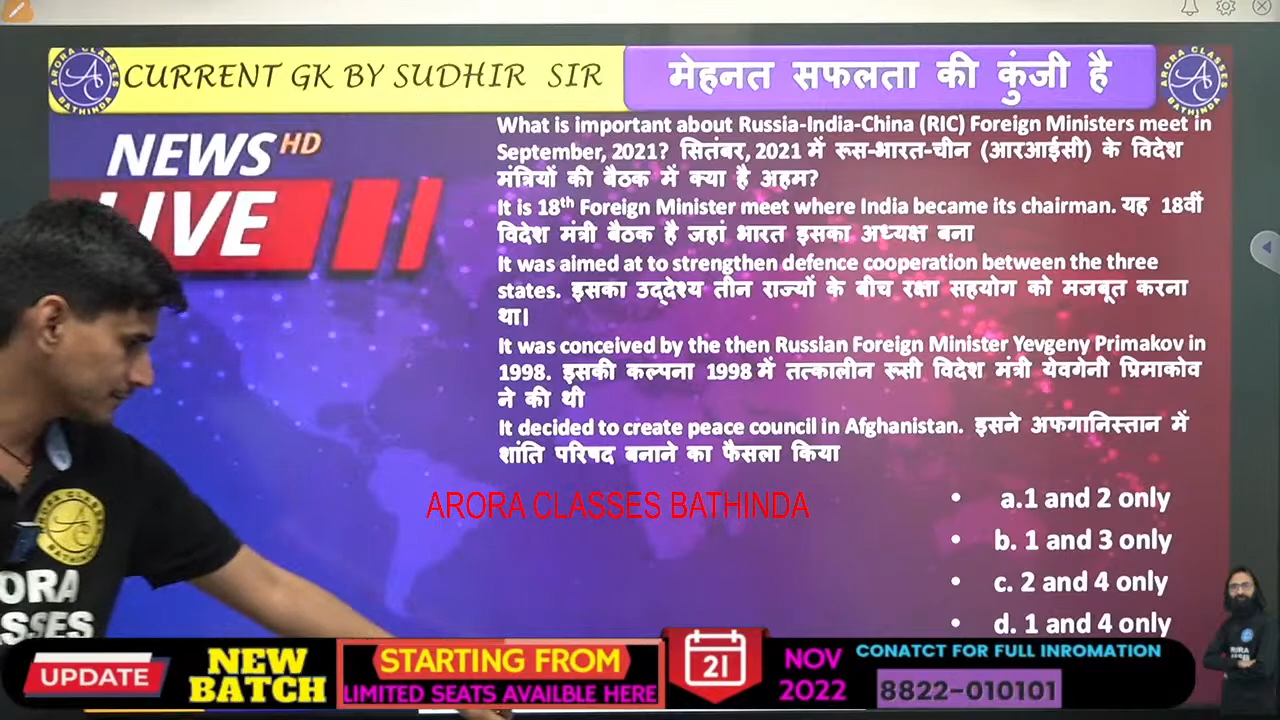 CURRENT GK BY SUDHIR SIR
मेहनत सफलता की कुंजी है
ARORA CLASSES BATHINDA
ARORA CLASSES BATHINDA
NEWS HD
LIVE
What is important about Russia-India-China (RIC) Foreign Ministers meet in
September, 2021? सितंबर, 2021 में रूस-भारत-चीन (आरआईसी) के विदेश
मंत्रियों की बैठक में क्या है अहम?
It is 18th Foreign Minister meet where India became its chairman. यह 18वीं
विदेश मंत्री बैठक है जहां भारत इसका अध्यक्ष बना
It was aimed at to strengthen defence cooperation between the three
states. इसका उद्देश्य तीन राज्यों के बीच रक्षा सहयोग को मजबूत करना
था।
It was conceived by the then Russian Foreign Minister Yevgeny Primakov in
1998. इसकी कल्पना 1998 में तत्कालीन रूसी विदेश मंत्री येवगेनी प्रिमाकोव
ने की थी
It decided to create peace council in Afghanistan. इसने अफगानिस्तान में
शांति परिषद बनाने का फैसला किया
ARORA CLASSES BATHINDA
• a.1 and 2 only
• b. 1 and 3 only
• c. 2 and 4 only
• d. 1 and 4 only
ORA
SSES
UPDATE
NEW
BATCH
STARTING FROM
LIMITED SEATS AVAILBLE HERE
21
NOV
2022
CONATCT FOR FULL INROMATION
8822-010101